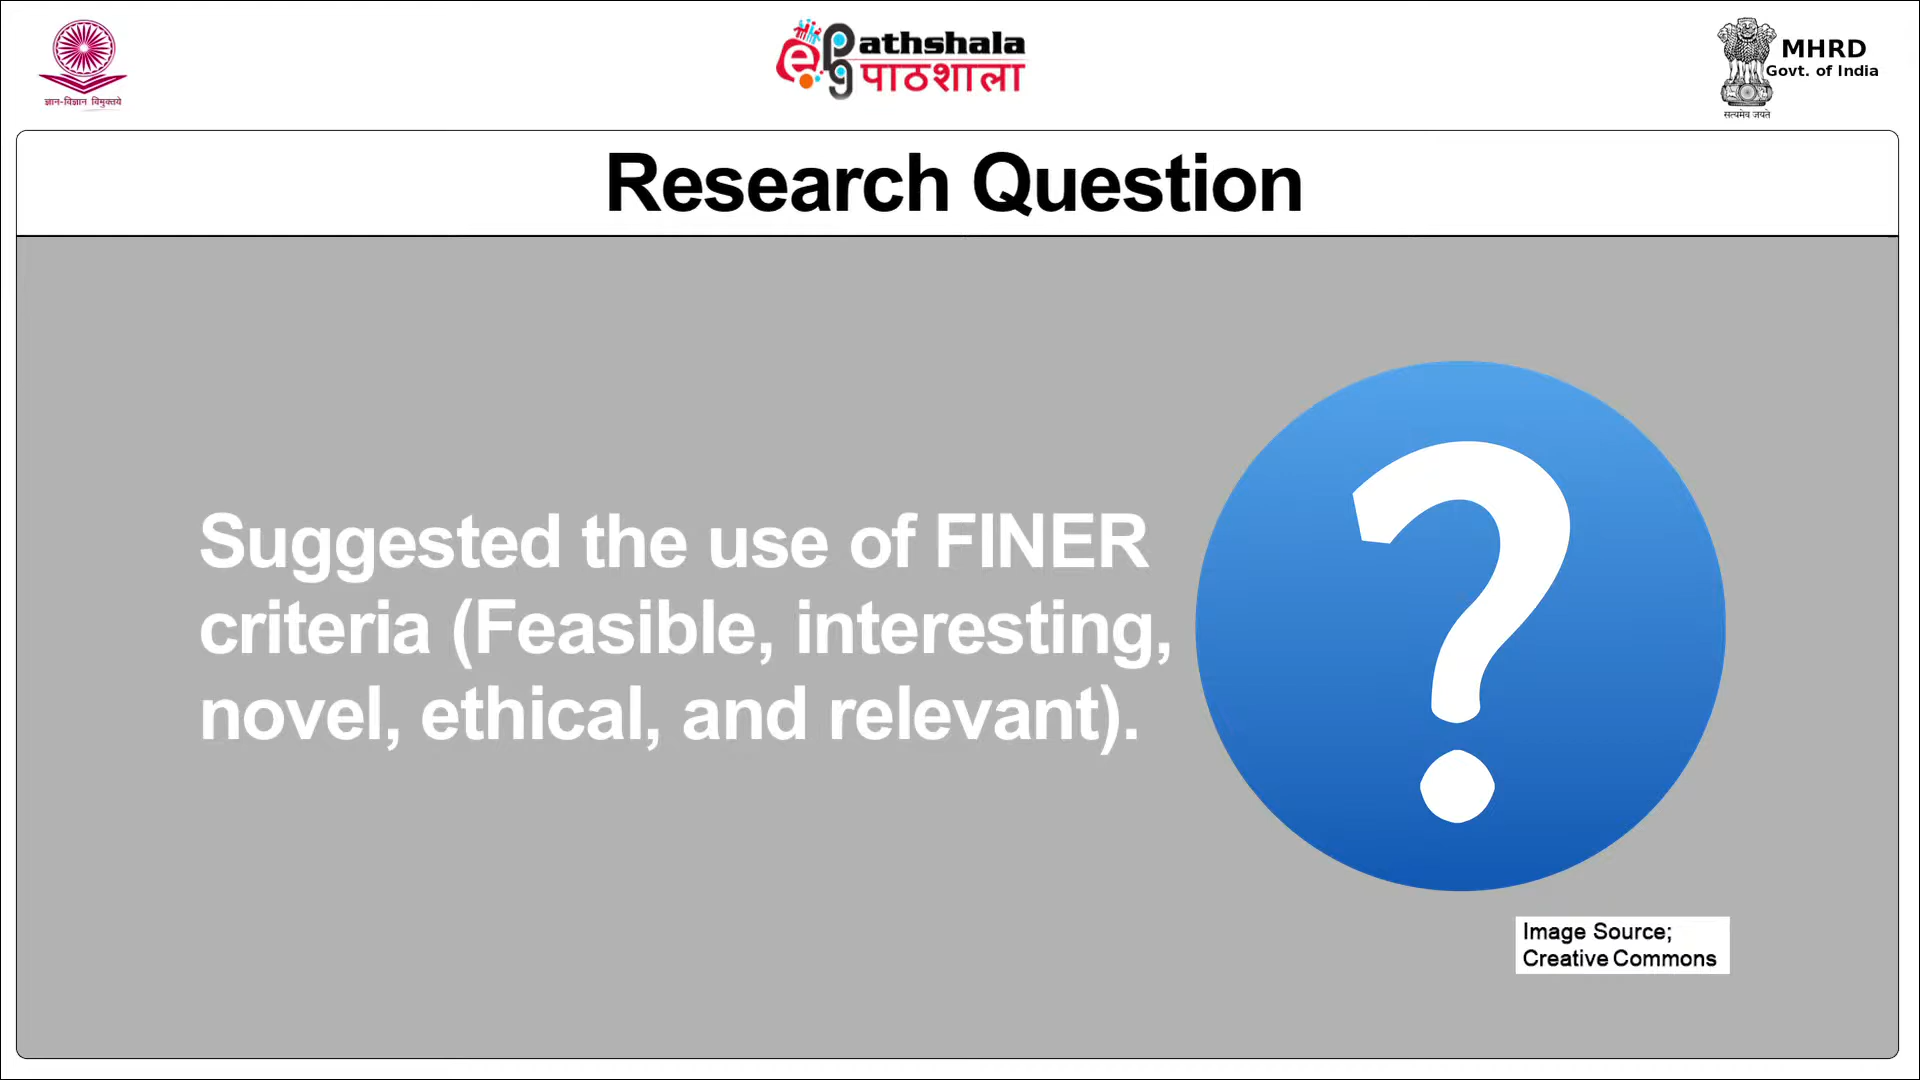 ज्ञान-विज्ञान विमुक्तये
e
PG
athshala
पाठशाला
MHRD
Govt. of India
सत्यमेव जयते
Research Question
Suggested the use of FINER
criteria (Feasible, interesting,
novel, ethical, and relevant).
?
Image Source;
Creative Commons